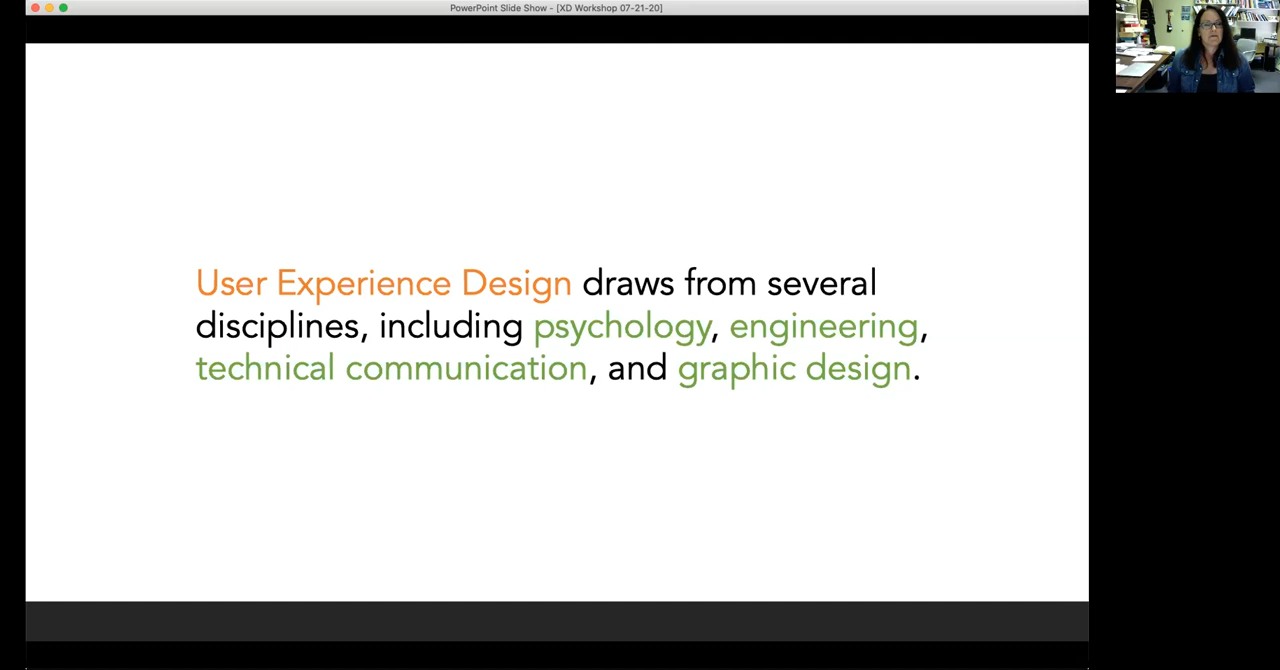 PowerPoint Slide Show - [XD Workshop 07-21-20]
User Experience Design draws from several
disciplines, including psychology, engineering,
technical communication, and graphic design.